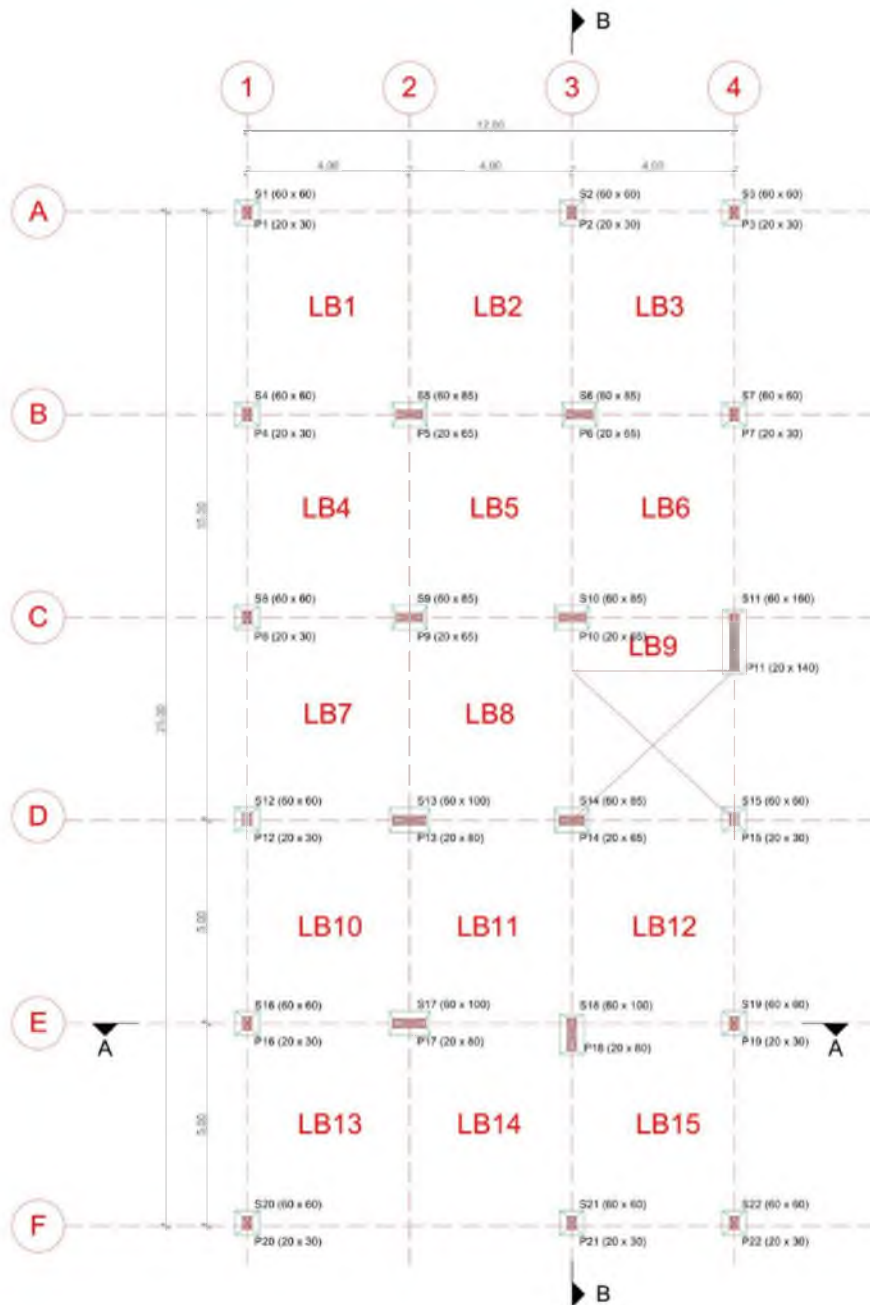 B
1 2 3 4
12.00
4.00 4.00 4.00
S1 (60 x 60) S2 (60 x 60) S3 (60 x 60)
A
P1 (20 x 30) P2 (20 x 30) P3 (20 x 30)
LB1 LB2 LB3
S4 (60 x 60) S5 (60 x 85) S6 (60 x 85) S7 (60 x 60)
B
P4 (20 x 30) P5 (20 x 65) P6 (20 x 65) P7 (20 x 30)
LB4 LB5 LB6
S8 (60 x 60) S9 (60 x 85) S10 (60 x 85) S11 (60 x 160)
C
P8 (20 x 30) P9 (20 x 65) P10 (20 x 65)
LB9
P11 (20 x 140)
25.00
LB7 LB8
S12 (60 x 60) S13 (60 x 100) S14 (60 x 85) S15 (60 x 60)
D
P12 (20 x 30) P13 (20 x 80) P14 (20 x 65) P15 (20 x 30)
5.00
LB10 LB11 LB12
S16 (60 x 60) S17 (60 x 100) S18 (60 x 100) S19 (60 x 60)
E
A A
P16 (20 x 30) P17 (20 x 80) P18 (20 x 80) P19 (20 x 30)
5.00
LB13 LB14 LB15
S20 (60 x 60) S21 (60 x 60) S22 (60 x 60)
F
P20 (20 x 30) P21 (20 x 30) P22 (20 x 30)
B